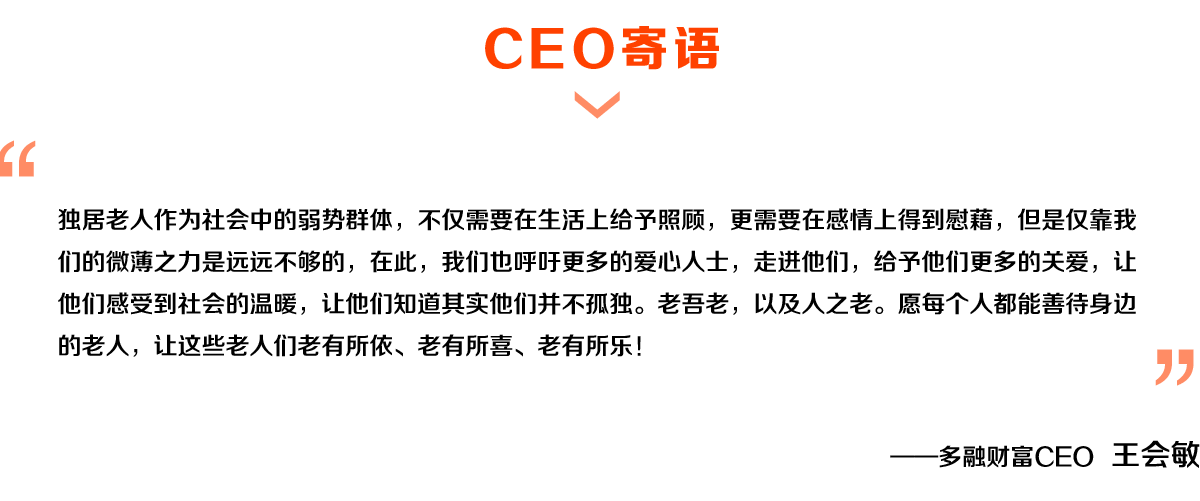 CEO寄语
“
独居老人作为社会中的弱势群体，不仅需要在生活上给予照顾，更需要在感情上得到慰藉，但是仅靠我
们的微薄之力是远远不够的，在此，我们也呼吁更多的爱心人士，走进他们，给予他们更多的关爱，让
他们感受到社会的温暖，让他们知道其实他们并不孤独。老吾老，以及人之老。愿每个人都能善待身边
的老人，让这些老人们老有所依、老有所喜、老有所乐！
”
——多融财富CEO 王会敏